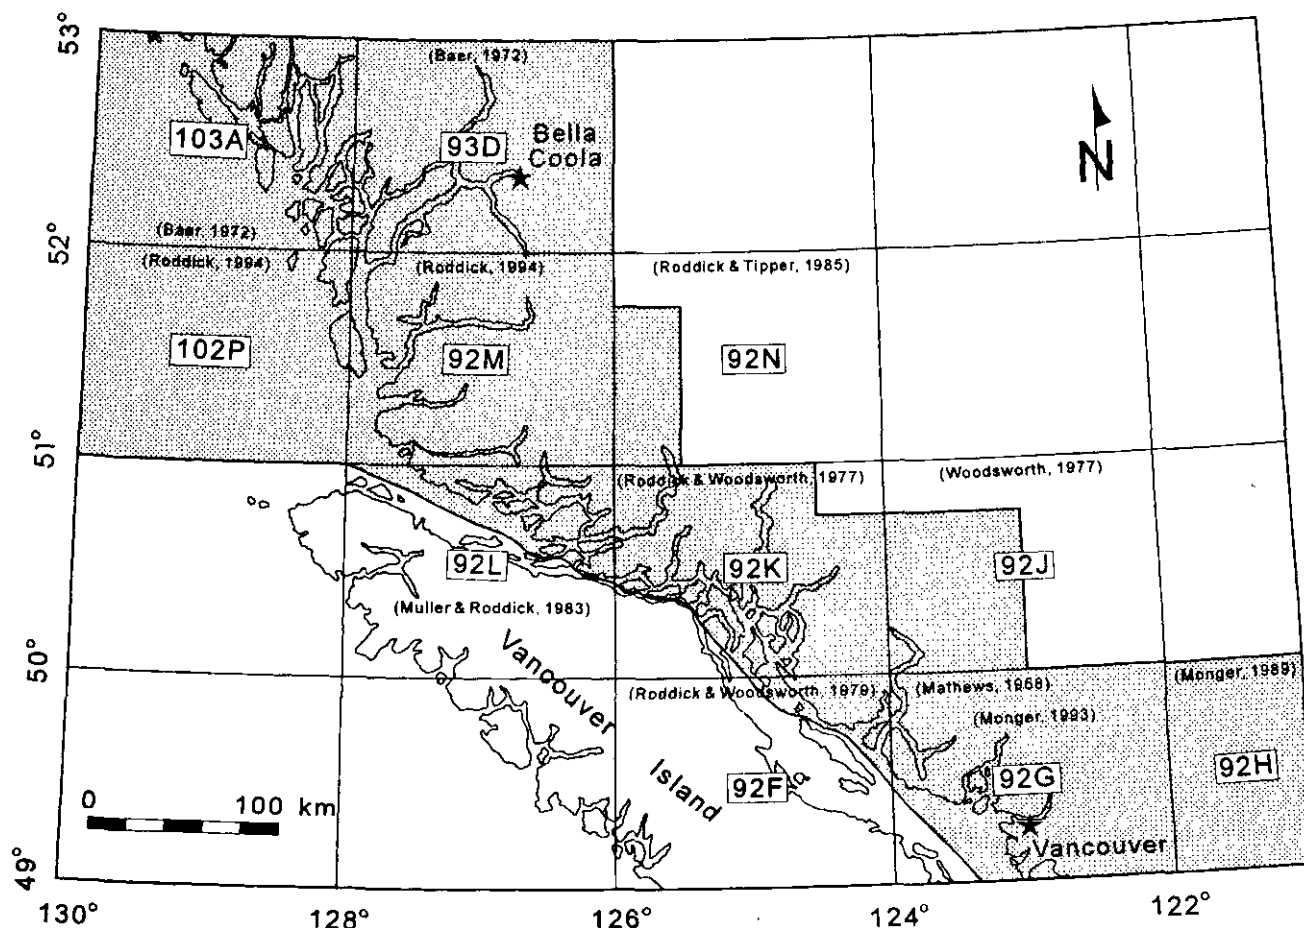 53°
(Baer, 1972)
103A
93D
Bella
Coola
N
52°
(Baer, 1972)
(Roddick, 1994)
(Roddick, 1994)
(Roddick & Tipper, 1985)
102P
92M
92N
51°
(Roddick & Woodsworth, 1977)
(Woodsworth, 1977)
92L
92K
92J
(Muller & Roddick, 1983)
Vancouver
Island
50°
(Roddick & Woodsworth, 1979)
(Mathews, 1968)
(Monger, 1989)
(Monger, 1993)
92F
92G
92H
0 100 km
Vancouver
49°
130° 128° 126° 124° 122°